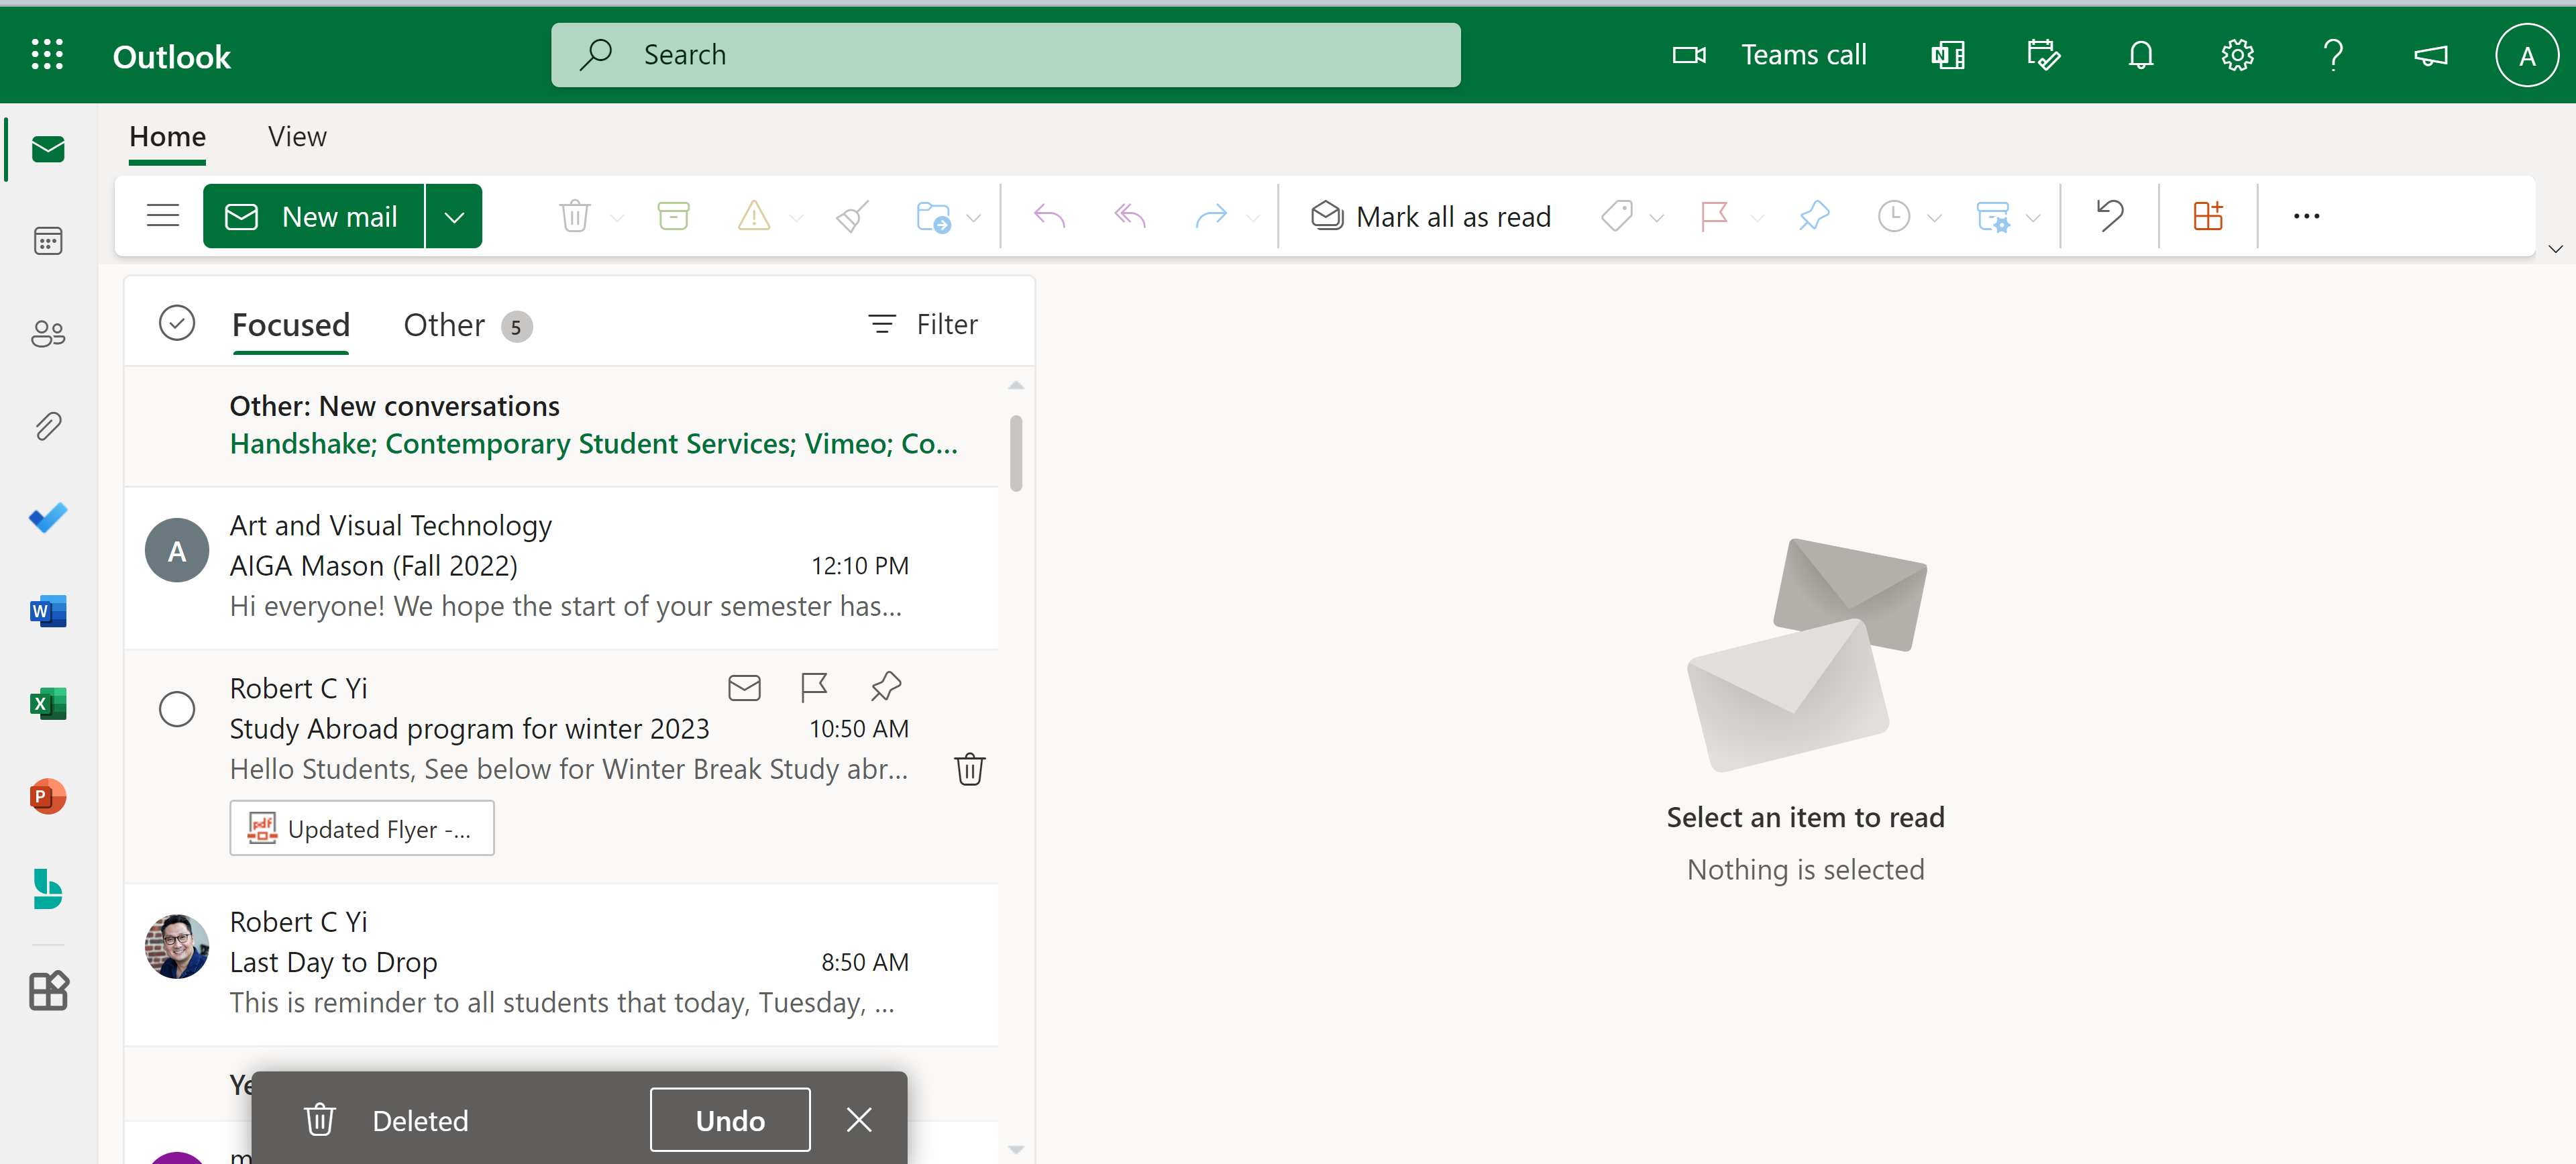 Outlook
Search
Teams call
N
A
Home
View
New mail
Mark all as read
Focused
Other 5
Filter
Other: New conversations
Handshake; Contemporary Student Services; Vimeo; Co...
A
Art and Visual Technology
AIGA Mason (Fall 2022) 12:10 PM
Hi everyone! We hope the start of your semester has...
Robert C Yi
Study Abroad program for winter 2023 10:50 AM
Hello Students, See below for Winter Break Study abr...
pdf Updated Flyer -...
Robert C Yi
Last Day to Drop 8:50 AM
This is reminder to all students that today, Tuesday, ...
W
X
P
b
Select an item to read
Nothing is selected
Deleted
Undo